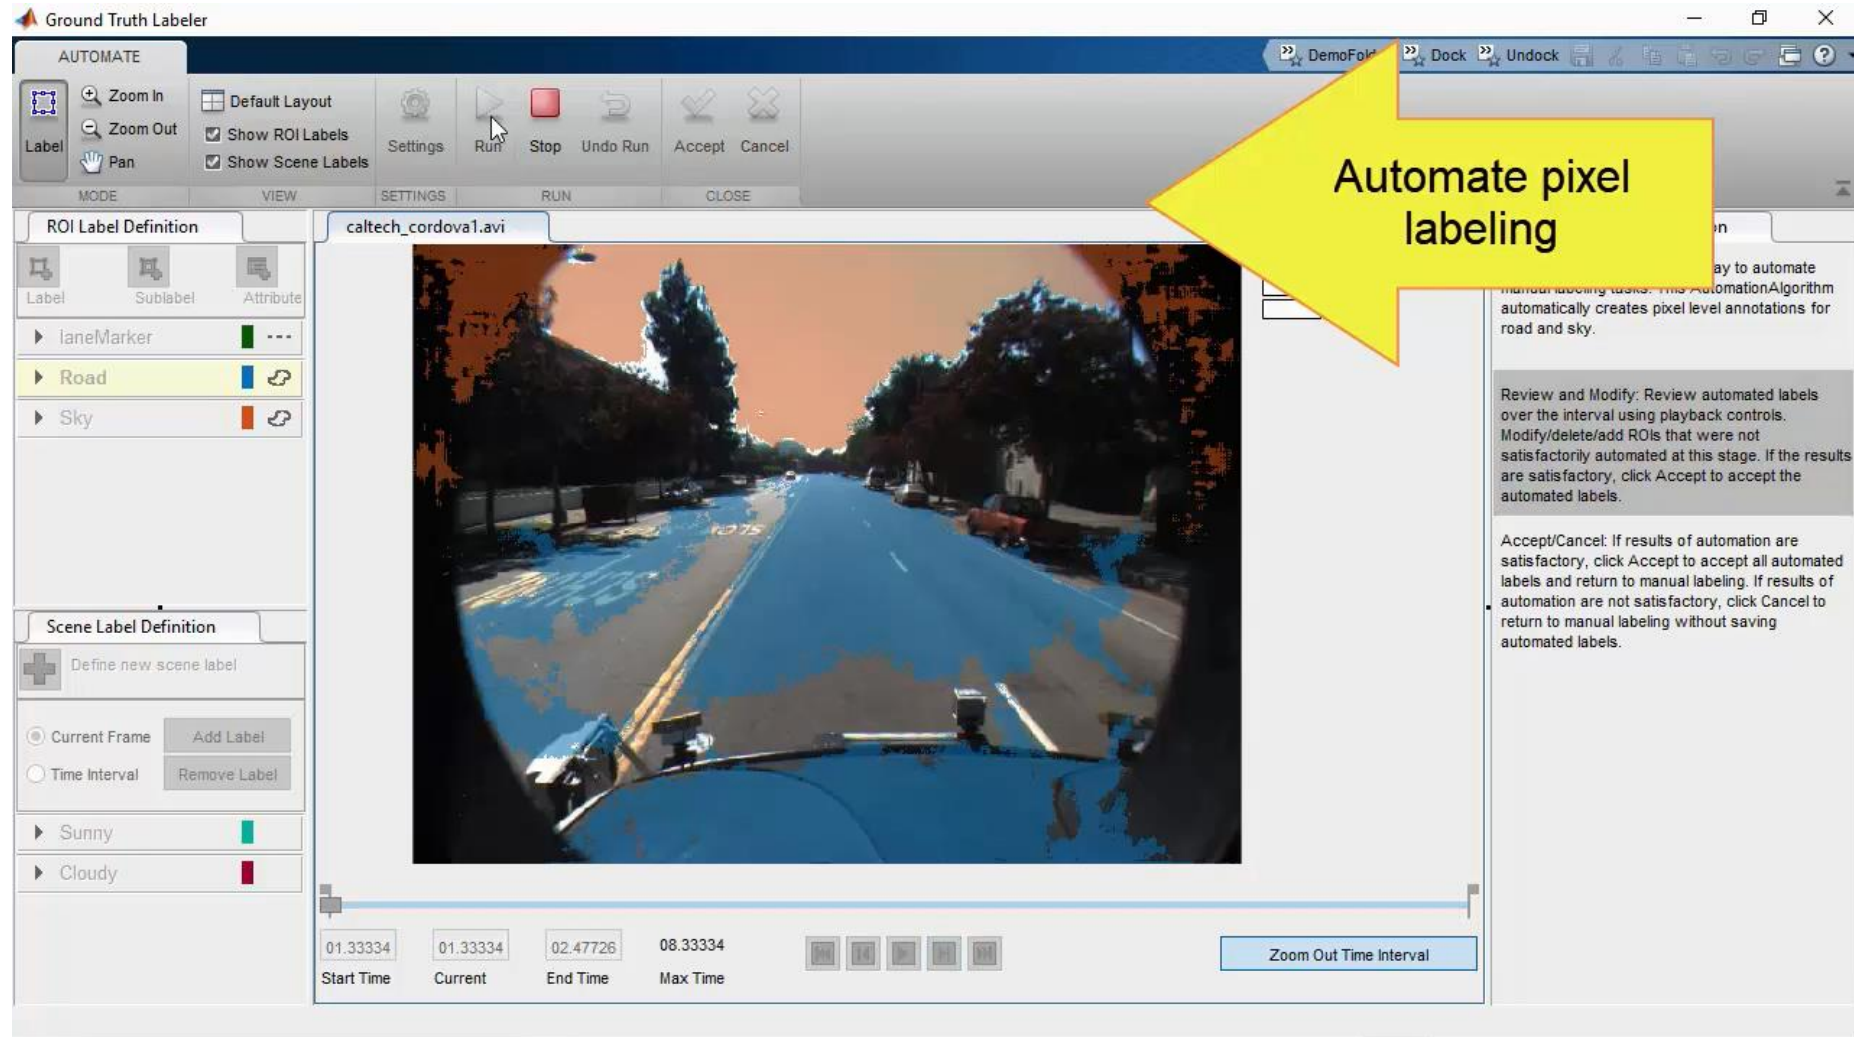 Ground Truth Labeler
AUTOMATE
DemoFol
Dock
Undock
Label
Zoom In
Zoom Out
Pan
MODE
Default Layout
Show ROI Labels
Show Scene Labels
VIEW
Settings
SETTINGS
Run
Stop
Undo Run
RUN
Accept
Cancel
CLOSE
Automate pixel
labeling
ROI Label Definition
Label
Sublabel
Attribute
laneMarker
Road
Sky
Scene Label Definition
Define new scene label
Current Frame
Add Label
Time Interval
Remove Label
Sunny
Cloudy
caltech_cordova1.avi
01.33334
01.33334
02.47726
08.33334
Start Time
Current
End Time
Max Time
Zoom Out Time Interval
to automate
manual labeling tasks. This AutomationAlgorithm
automatically creates pixel level annotations for
road and sky.
Review and Modify: Review automated labels
over the interval using playback controls.
Modify/delete/add ROIs that were not
satisfactorily automated at this stage. If the results
are satisfactory, click Accept to accept the
automated labels.
Accept/Cancel: If results of automation are
satisfactory, click Accept to accept all automated
labels and return to manual labeling. If results of
automation are not satisfactory, click Cancel to
return to manual labeling without saving
automated labels.